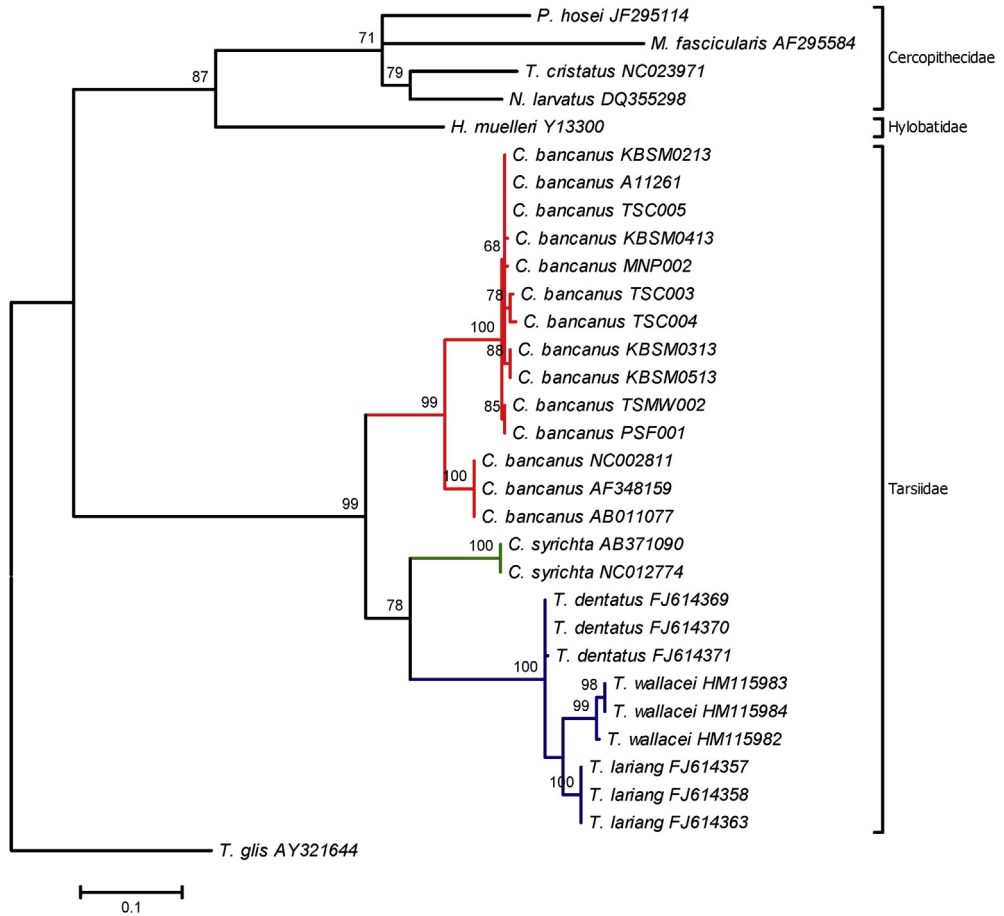 P. hosei JF295114
71
M. fascicularis AF295584
Cercopithecidae
79
T. cristatus NC023971
87
N. larvatus DQ355298
H. muelleri Y13300
Hylobatidae
C. bancanus KBSM0213
C. bancanus A11261
C. bancanus TSC005
C. bancanus KBSM0413
68
C. bancanus MNP002
C. bancanus TSC003
78
C. bancanus TSC004
100
C. bancanus KBSM0313
88
C. bancanus KBSM0513
99
C. bancanus TSMW002
85
C. bancanus PSF001
C. bancanus NC002811
100
C. bancanus AF348159
Tarsiidae
99
C. bancanus AB011077
100
C. syrichta AB371090
C. syrichta NC012774
78
T. dentatus FJ614369
T. dentatus FJ614370
T. dentatus FJ614371
100
98
T. wallacei HM115983
99
T. wallacei HM115984
T. wallacei HM115982
T. lariang FJ614357
100
T. lariang FJ614358
T. lariang FJ614363
T. glis AY321644
0.1